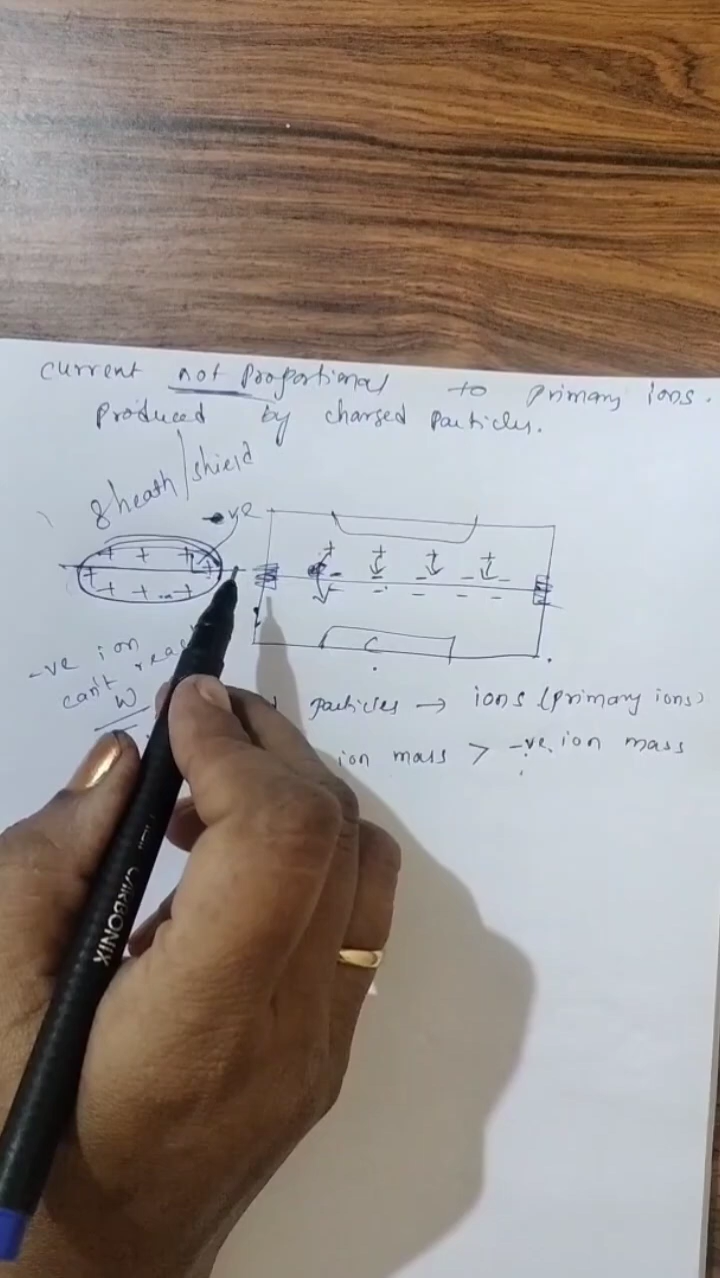 current not proportional to primary ions.
produced by charged particles.
sheath/shield
-ve
+ + +
+ +
+ + +
+ + + +
- - - - -
- - - - -
C
-ve ion
can't
W
particles → ions (primary ions)
ion mass > -ve ion mass
CARBONIX